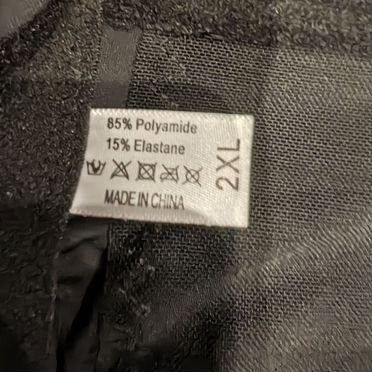 85% Polyamide
15% Elastane
MADE IN CHINA
2XL